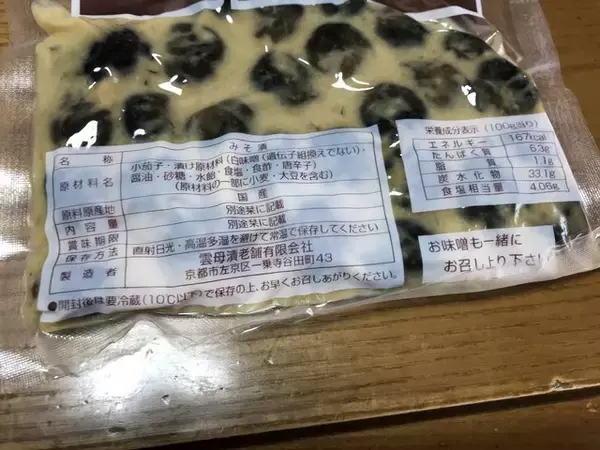 名称 みそ漬
原材料名 小茄子・漬け原材料(白味噌(遺伝子組換えでない)・
醤油・砂糖・水飴・食塩・食酢・唐辛子)
(原材料の一部に小麦・大豆を含む)
原料原産地 国産
内容量 別途栞に記載
賞味期限 別途栞に記載
保存方法 直射日光・高温多湿を避けて常温で保存してください
製造者 雲母漬老舗有限会社
京都市左京区一乗寺谷田町43
●開封後は要冷蔵(10℃以下)で保存の上、お早くお召しあがりください。
栄養成分表示(100g当り)
エネルギー 167kcal
たんぱく質 5.3g
脂質 1.1g
炭水化物 33.1g
食塩相当量 4.06g
お味噌も一緒に
お召し上り下さい